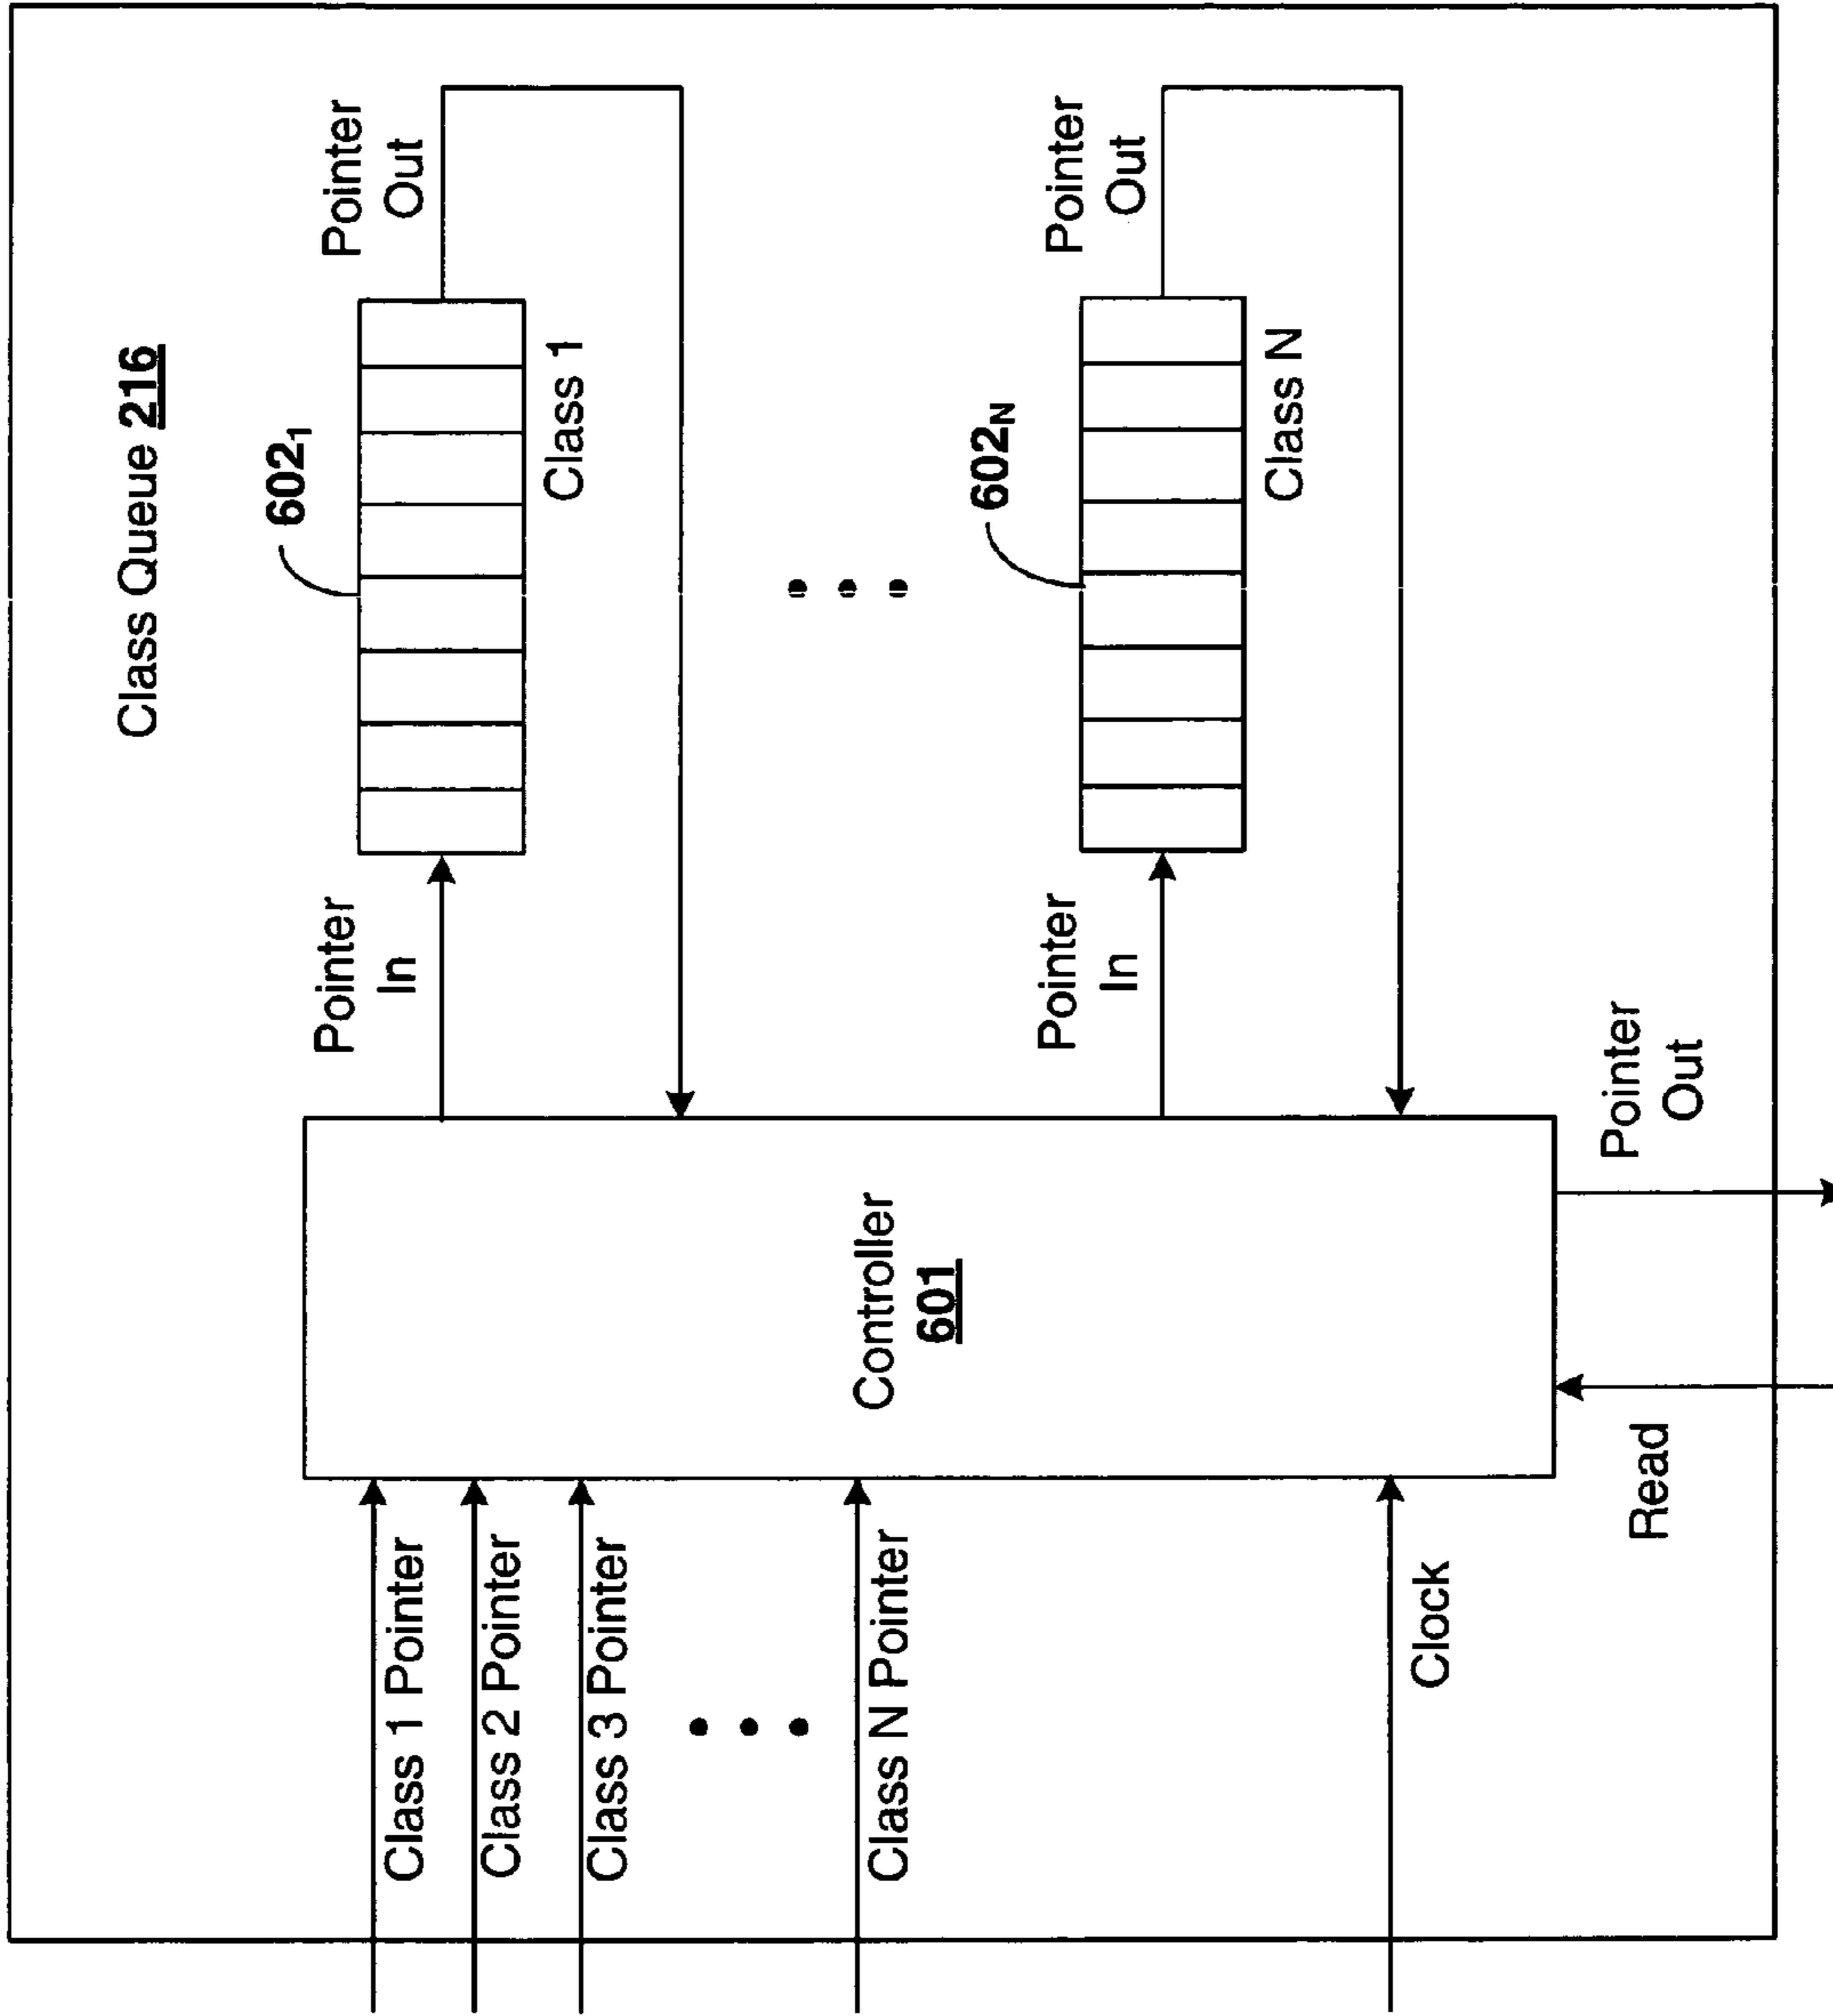 Class Queue 216
Class 1 Pointer
Class 2 Pointer
Class 3 Pointer
Class N Pointer
Clock
Controller
601
Read
Pointer
Out
Pointer
In
602₁
Class 1
Pointer
Out
Pointer
In
602N
Class N
Pointer
Out